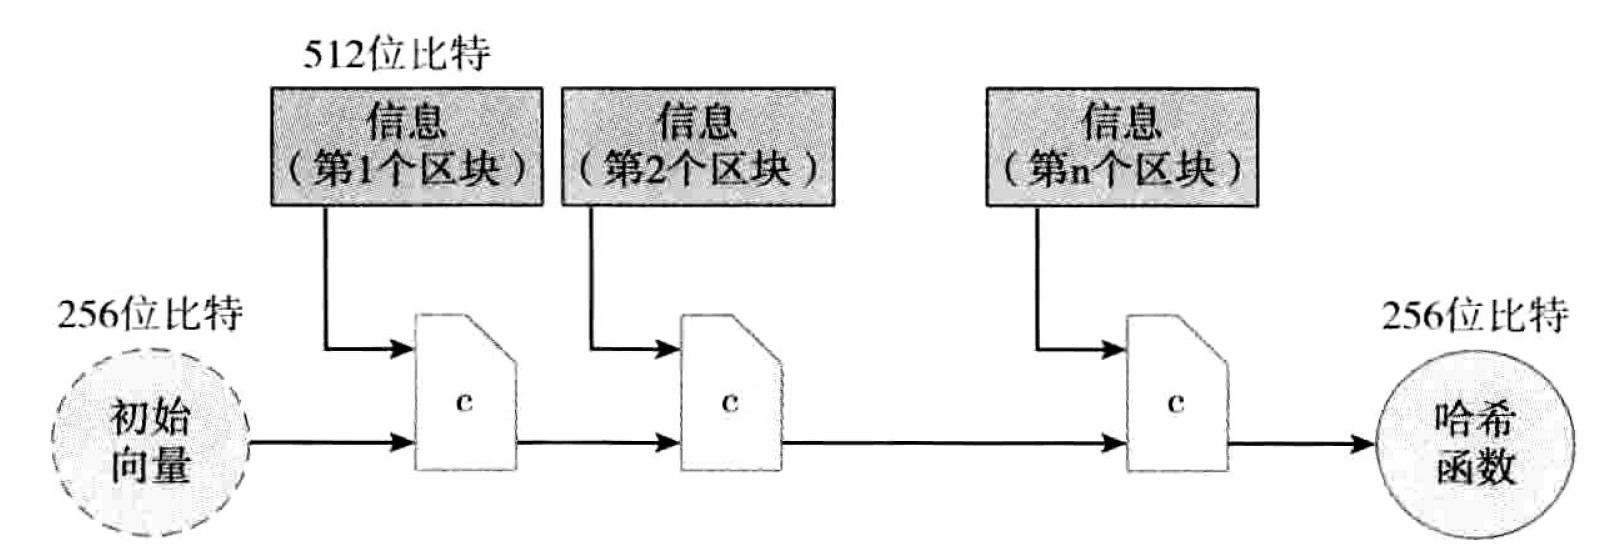 512位比特
信息
（第1个区块）
信息
（第2个区块）
信息
（第n个区块）
256位比特
初始
向量
c
c
c
256位比特
哈希
函数